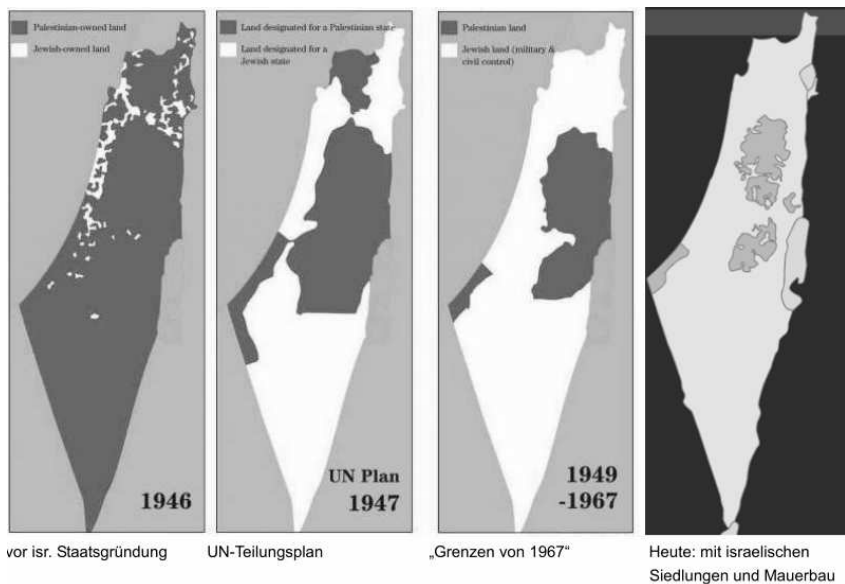 Palestinian-owned land
Jewish-owned land
1946
vor isr. Staatsgründung
Land designated for a Palestinian state
Land designated for a
Jewish state
UN Plan
1947
UN-Teilungsplan
Palestinian land
Jewish land (military &
civil control)
1949
-1967
„Grenzen von 1967“
Heute: mit israelischen
Siedlungen und Mauerbau